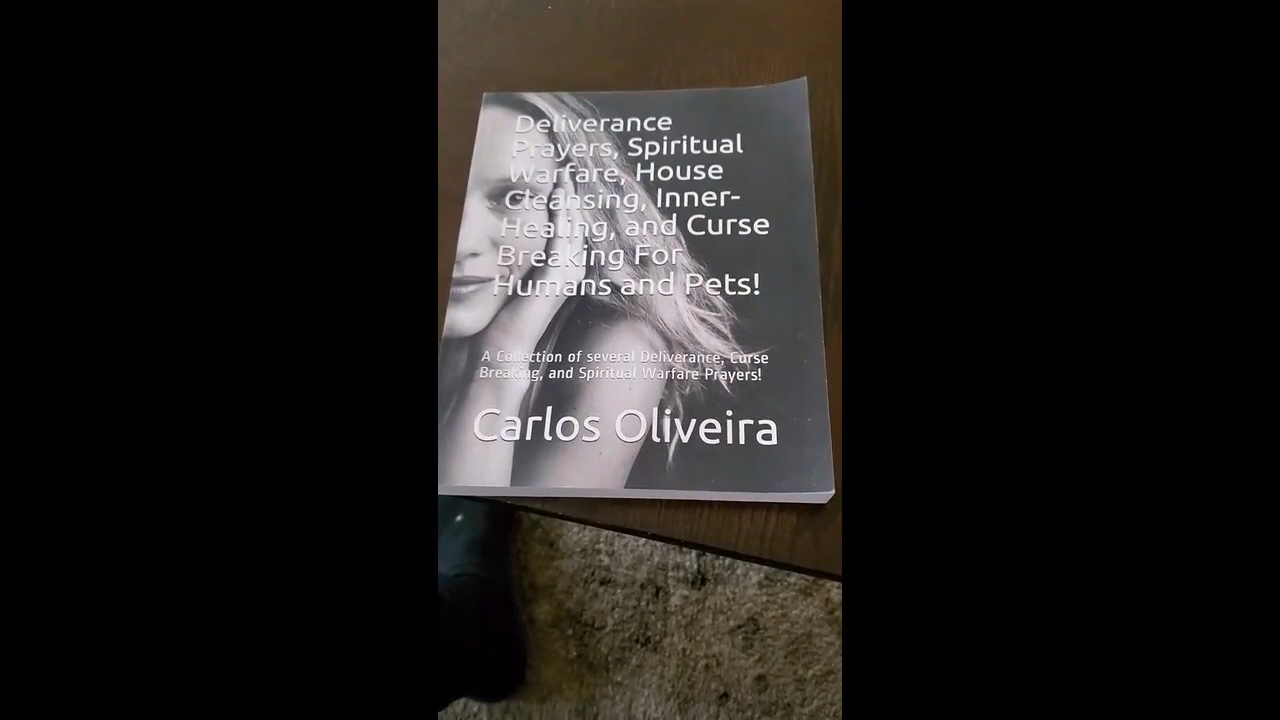 Deliverance
Prayers, Spiritual
Warfare, House
Cleansing, Inner-
Healing, and Curse
Breaking For
Humans and Pets!
A Collection of several Deliverance, Curse
Breaking, and Spiritual Warfare Prayers!
Carlos Oliveira